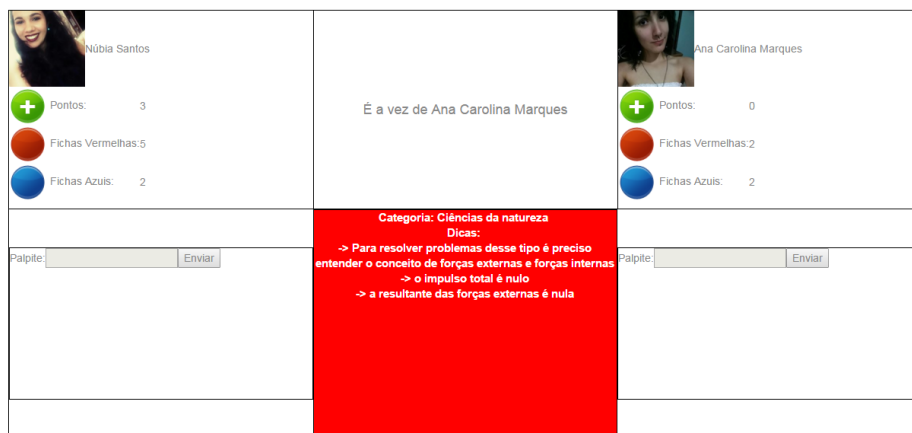 Núbia Santos
Pontos: 3
Fichas Vermelhas: 5
Fichas Azuis: 2
É a vez de Ana Carolina Marques
Ana Carolina Marques
Pontos: 0
Fichas Vermelhas: 2
Fichas Azuis: 2
Palpite: Enviar
Categoria: Ciências da natureza
Dicas:
-> Para resolver problemas desse tipo é preciso
entender o conceito de forças externas e forças internas
-> o impulso total é nulo
-> a resultante das forças externas é nula
Palpite: Enviar